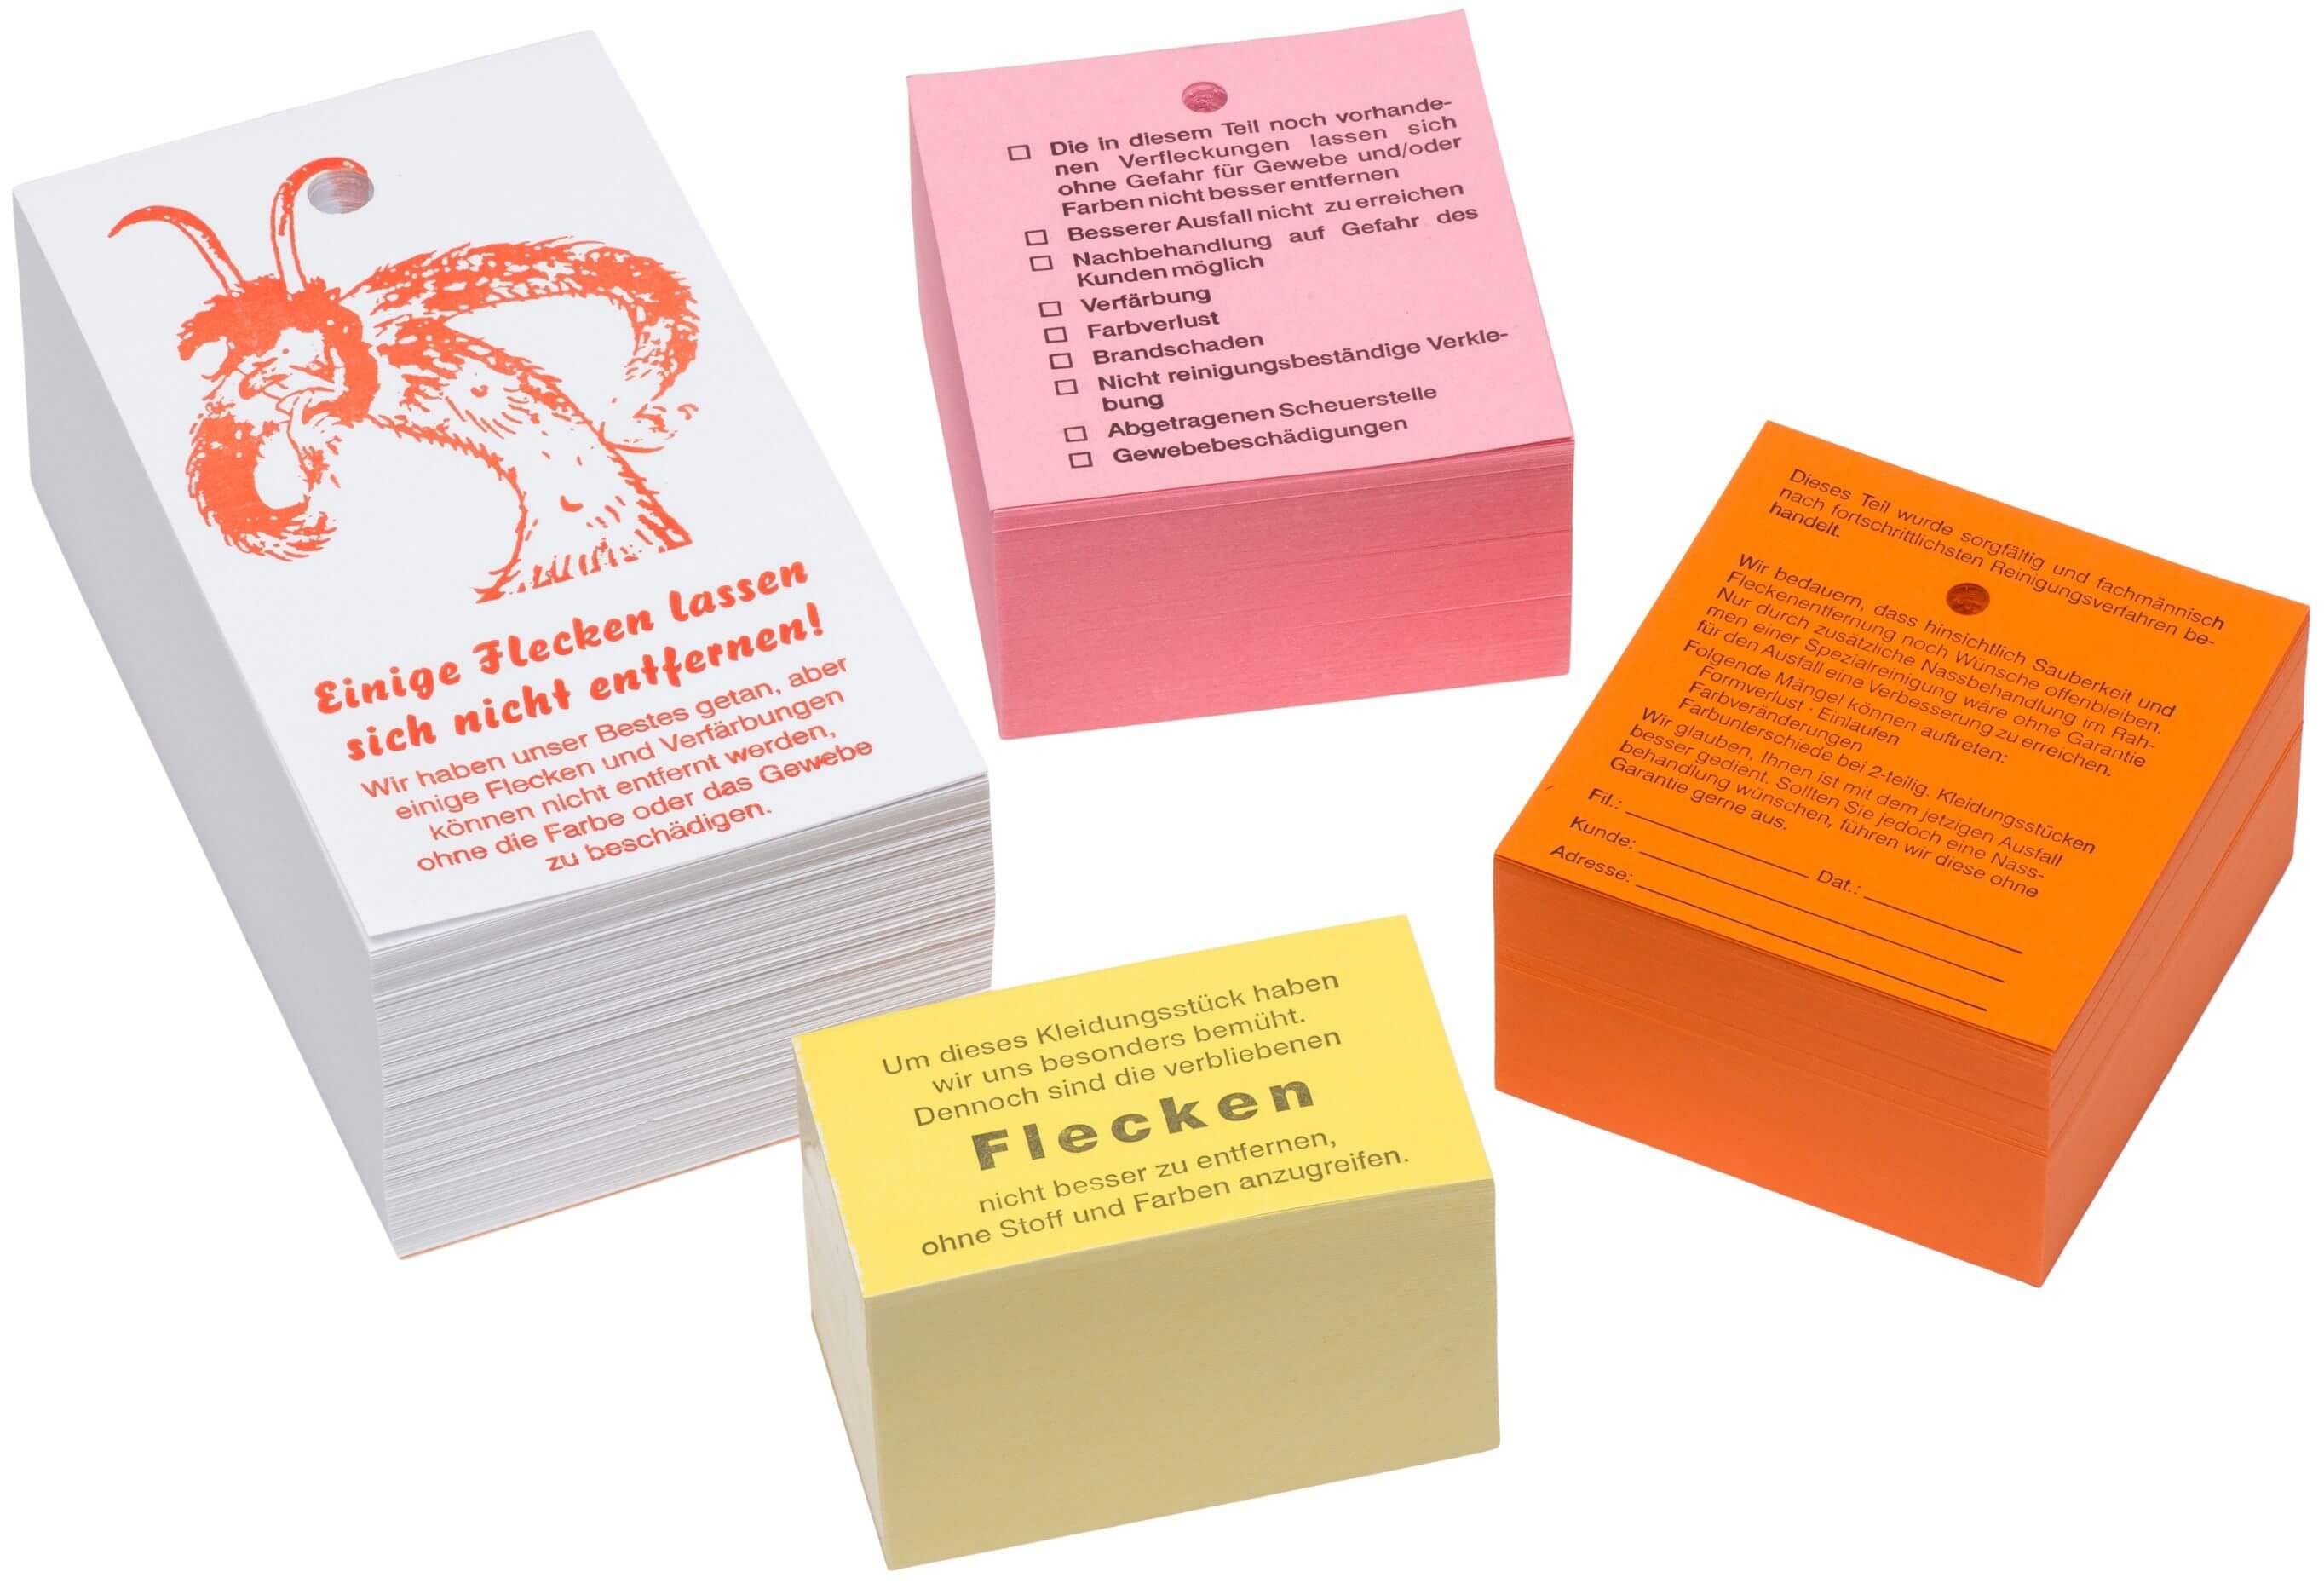 Einige Flecken lassen
sich nicht entfernen!
Wir haben unser Bestes getan, aber
einige Flecken und Verfärbungen
können nicht entfernt werden,
ohne die Farbe oder das Gewebe
zu beschädigen.
Die in diesem Teil noch vorhande-
nen Verfleckungen lassen sich
ohne Gefahr für Gewebe und/oder
Farben nicht besser entfernen
Besserer Ausfall nicht zu erreichen
Nachbehandlung auf Gefahr des
Kunden möglich
Verfärbung
Farbverlust
Brandschaden
Nicht reinigungsbeständige Verkle-
bung
Abgetragenen Scheuerstelle
Gewebebeschädigungen
Dieses Teil wurde sorgfältig und fachmännisch
nach fortschrittlichsten Reinigungsverfahren be-
handelt.
Wir bedauern, dass hinsichtlich Sauberkeit und
Fleckenentfernung noch Wünsche offenbleiben.
Nur durch zusätzliche Nassbehandlung im Rah-
men einer Spezialreinigung wäre ohne Garantie
für den Ausfall eine Verbesserung zu erreichen.
Folgende Mängel können auftreten:
Formverlust · Einlaufen
Farbveränderungen
Farbunterschiede bei 2-teilig. Kleidungsstücken
Wir glauben, Ihnen ist mit dem jetzigen Ausfall
besser gedient. Sollten Sie jedoch eine Nass-
behandlung wünschen, führen wir diese ohne
Garantie gerne aus.
Fil.: Dat.:
Kunde:
Adresse:
Um dieses Kleidungsstück haben
wir uns besonders bemüht.
Dennoch sind die verbliebenen
Flecken
nicht besser zu entfernen,
ohne Stoff und Farben anzugreifen.